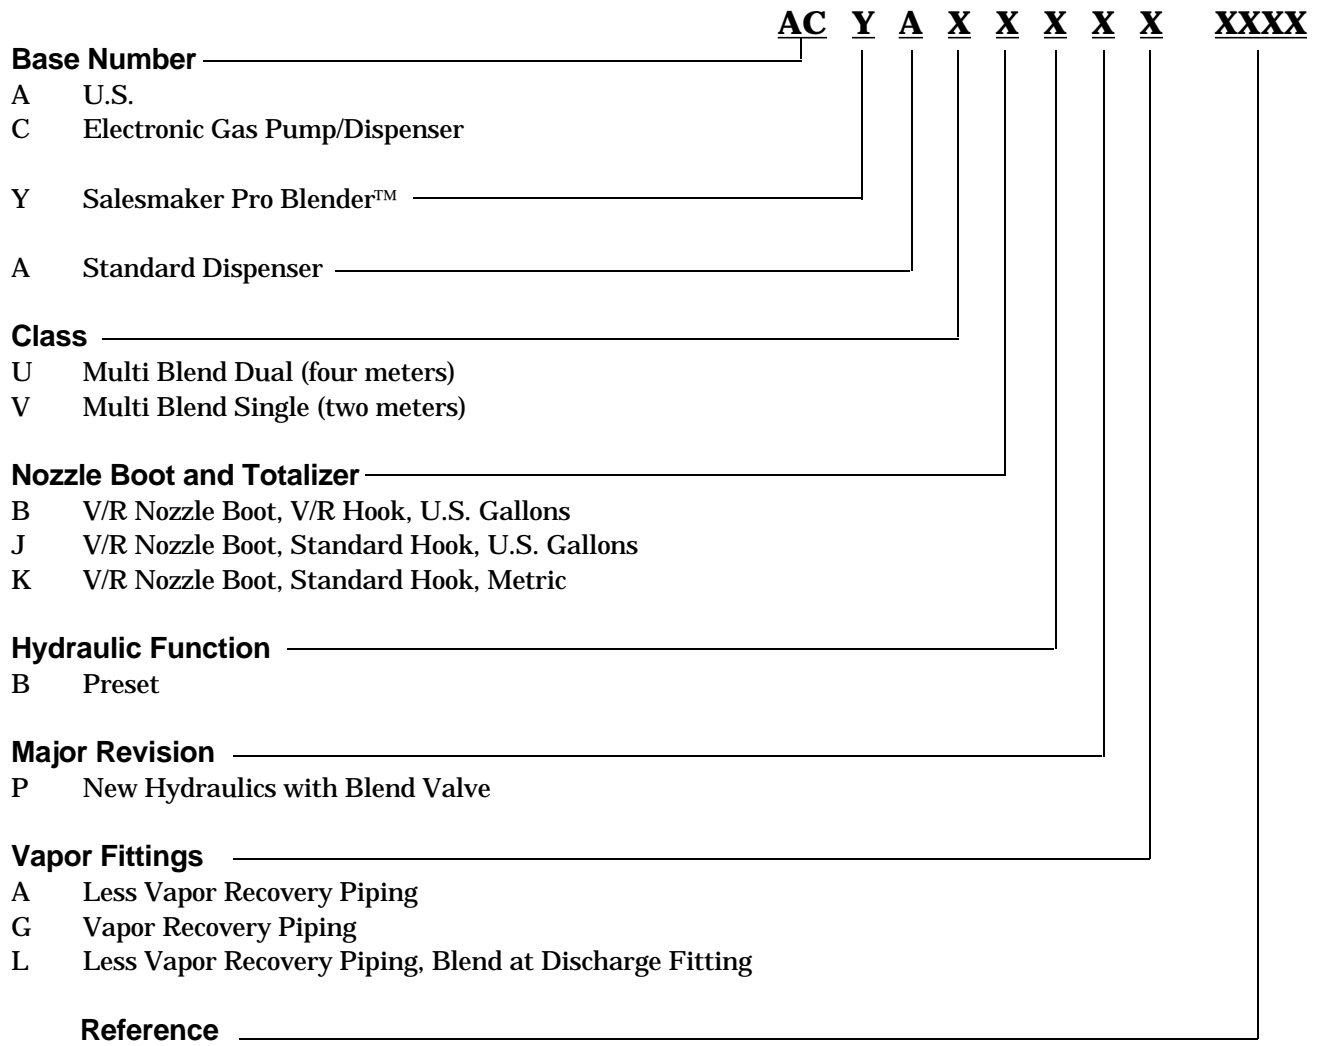 AC Y A X X X X X XXXX
Base Number
A U.S.
C Electronic Gas Pump/Dispenser
Y Salesmaker Pro Blender™
A Standard Dispenser
Class
U Multi Blend Dual (four meters)
V Multi Blend Single (two meters)
Nozzle Boot and Totalizer
B V/R Nozzle Boot, V/R Hook, U.S. Gallons
J V/R Nozzle Boot, Standard Hook, U.S. Gallons
K V/R Nozzle Boot, Standard Hook, Metric
Hydraulic Function
B Preset
Major Revision
P New Hydraulics with Blend Valve
Vapor Fittings
A Less Vapor Recovery Piping
G Vapor Recovery Piping
L Less Vapor Recovery Piping, Blend at Discharge Fitting
Reference